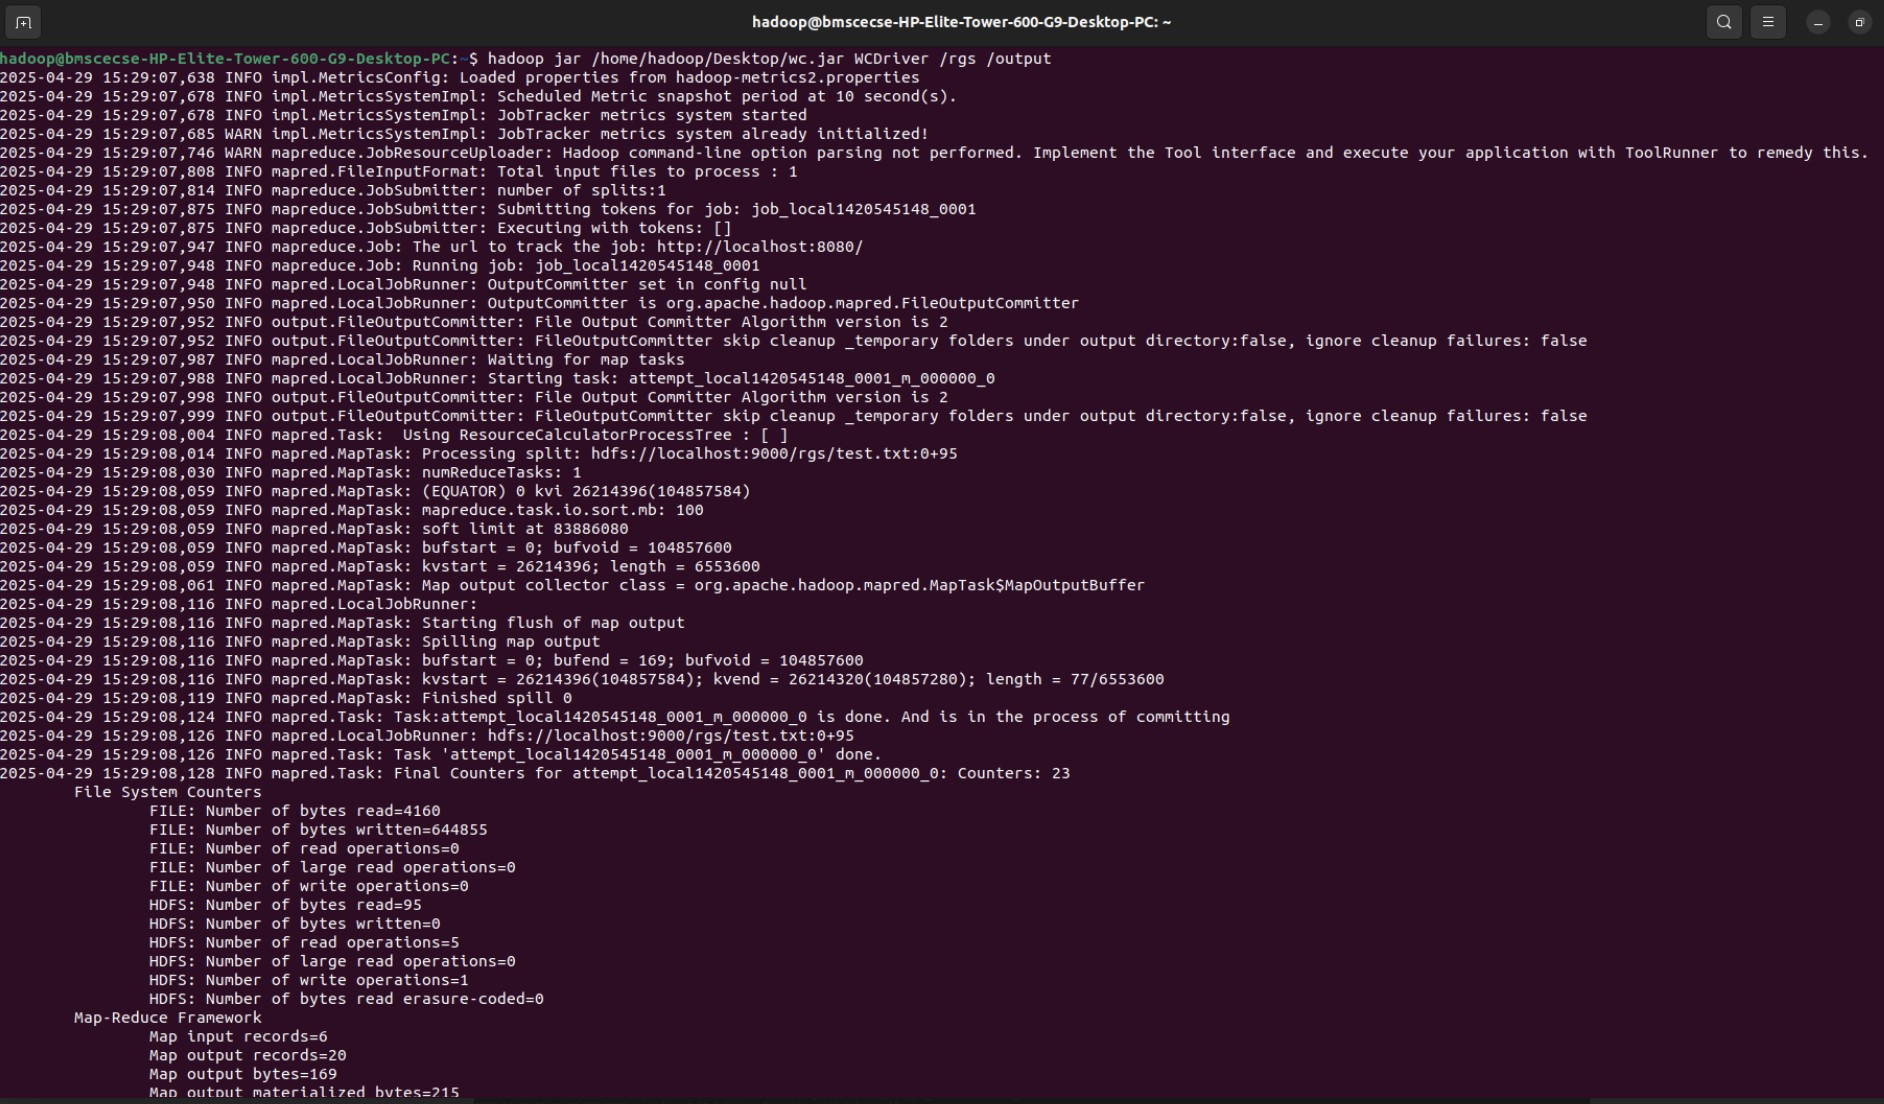 hadoop@bmscecse-HP-Elite-Tower-600-G9-Desktop-PC: ~
hadoop@bmscecse-HP-Elite-Tower-600-G9-Desktop-PC:~$ hadoop jar /home/hadoop/Desktop/wc.jar WCDriver /rgs /output
2025-04-29 15:29:07,638 INFO impl.MetricsConfig: Loaded properties from hadoop-metrics2.properties
2025-04-29 15:29:07,678 INFO impl.MetricsSystemImpl: Scheduled Metric snapshot period at 10 second(s).
2025-04-29 15:29:07,678 INFO impl.MetricsSystemImpl: JobTracker metrics system started
2025-04-29 15:29:07,685 WARN impl.MetricsSystemImpl: JobTracker metrics system already initialized!
2025-04-29 15:29:07,746 WARN mapreduce.JobResourceUploader: Hadoop command-line option parsing not performed. Implement the Tool interface and execute your application with ToolRunner to remedy this.
2025-04-29 15:29:07,808 INFO mapred.FileInputFormat: Total input files to process : 1
2025-04-29 15:29:07,814 INFO mapreduce.JobSubmitter: number of splits:1
2025-04-29 15:29:07,875 INFO mapreduce.JobSubmitter: Submitting tokens for job: job_local1420545148_0001
2025-04-29 15:29:07,875 INFO mapreduce.JobSubmitter: Executing with tokens: []
2025-04-29 15:29:07,947 INFO mapreduce.Job: The url to track the job: http://localhost:8080/
2025-04-29 15:29:07,948 INFO mapreduce.Job: Running job: job_local1420545148_0001
2025-04-29 15:29:07,948 INFO mapred.LocalJobRunner: OutputCommitter set in config null
2025-04-29 15:29:07,950 INFO mapred.LocalJobRunner: OutputCommitter is org.apache.hadoop.mapred.FileOutputCommitter
2025-04-29 15:29:07,952 INFO output.FileOutputCommitter: File Output Committer Algorithm version is 2
2025-04-29 15:29:07,952 INFO output.FileOutputCommitter: FileOutputCommitter skip cleanup _temporary folders under output directory:false, ignore cleanup failures: false
2025-04-29 15:29:07,987 INFO mapred.LocalJobRunner: Waiting for map tasks
2025-04-29 15:29:07,988 INFO mapred.LocalJobRunner: Starting task: attempt_local1420545148_0001_m_000000_0
2025-04-29 15:29:07,998 INFO output.FileOutputCommitter: File Output Committer Algorithm version is 2
2025-04-29 15:29:07,999 INFO output.FileOutputCommitter: FileOutputCommitter skip cleanup _temporary folders under output directory:false, ignore cleanup failures: false
2025-04-29 15:29:08,004 INFO mapred.Task:  Using ResourceCalculatorProcessTree : [ ]
2025-04-29 15:29:08,014 INFO mapred.MapTask: Processing split: hdfs://localhost:9000/rgs/test.txt:0+95
2025-04-29 15:29:08,030 INFO mapred.MapTask: numReduceTasks: 1
2025-04-29 15:29:08,059 INFO mapred.MapTask: (EQUATOR) 0 kvi 26214396(104857584)
2025-04-29 15:29:08,059 INFO mapred.MapTask: mapreduce.task.io.sort.mb: 100
2025-04-29 15:29:08,059 INFO mapred.MapTask: soft limit at 83886080
2025-04-29 15:29:08,059 INFO mapred.MapTask: bufstart = 0; bufvoid = 104857600
2025-04-29 15:29:08,059 INFO mapred.MapTask: kvstart = 26214396; length = 6553600
2025-04-29 15:29:08,061 INFO mapred.MapTask: Map output collector class = org.apache.hadoop.mapred.MapTask$MapOutputBuffer
2025-04-29 15:29:08,116 INFO mapred.LocalJobRunner:
2025-04-29 15:29:08,116 INFO mapred.MapTask: Starting flush of map output
2025-04-29 15:29:08,116 INFO mapred.MapTask: Spilling map output
2025-04-29 15:29:08,116 INFO mapred.MapTask: bufstart = 0; bufend = 169; bufvoid = 104857600
2025-04-29 15:29:08,116 INFO mapred.MapTask: kvstart = 26214396(104857584); kvend = 26214320(104857280); length = 77/6553600
2025-04-29 15:29:08,119 INFO mapred.MapTask: Finished spill 0
2025-04-29 15:29:08,124 INFO mapred.Task: Task:attempt_local1420545148_0001_m_000000_0 is done. And is in the process of committing
2025-04-29 15:29:08,126 INFO mapred.LocalJobRunner: hdfs://localhost:9000/rgs/test.txt:0+95
2025-04-29 15:29:08,126 INFO mapred.Task: Task 'attempt_local1420545148_0001_m_000000_0' done.
2025-04-29 15:29:08,128 INFO mapred.Task: Final Counters for attempt_local1420545148_0001_m_000000_0: Counters: 23
File System Counters
FILE: Number of bytes read=4160
FILE: Number of bytes written=644855
FILE: Number of read operations=0
FILE: Number of large read operations=0
FILE: Number of write operations=0
HDFS: Number of bytes read=95
HDFS: Number of bytes written=0
HDFS: Number of read operations=5
HDFS: Number of large read operations=0
HDFS: Number of write operations=1
HDFS: Number of bytes read erasure-coded=0
Map-Reduce Framework
Map input records=6
Map output records=20
Map output bytes=169
Map output materialized bytes=215